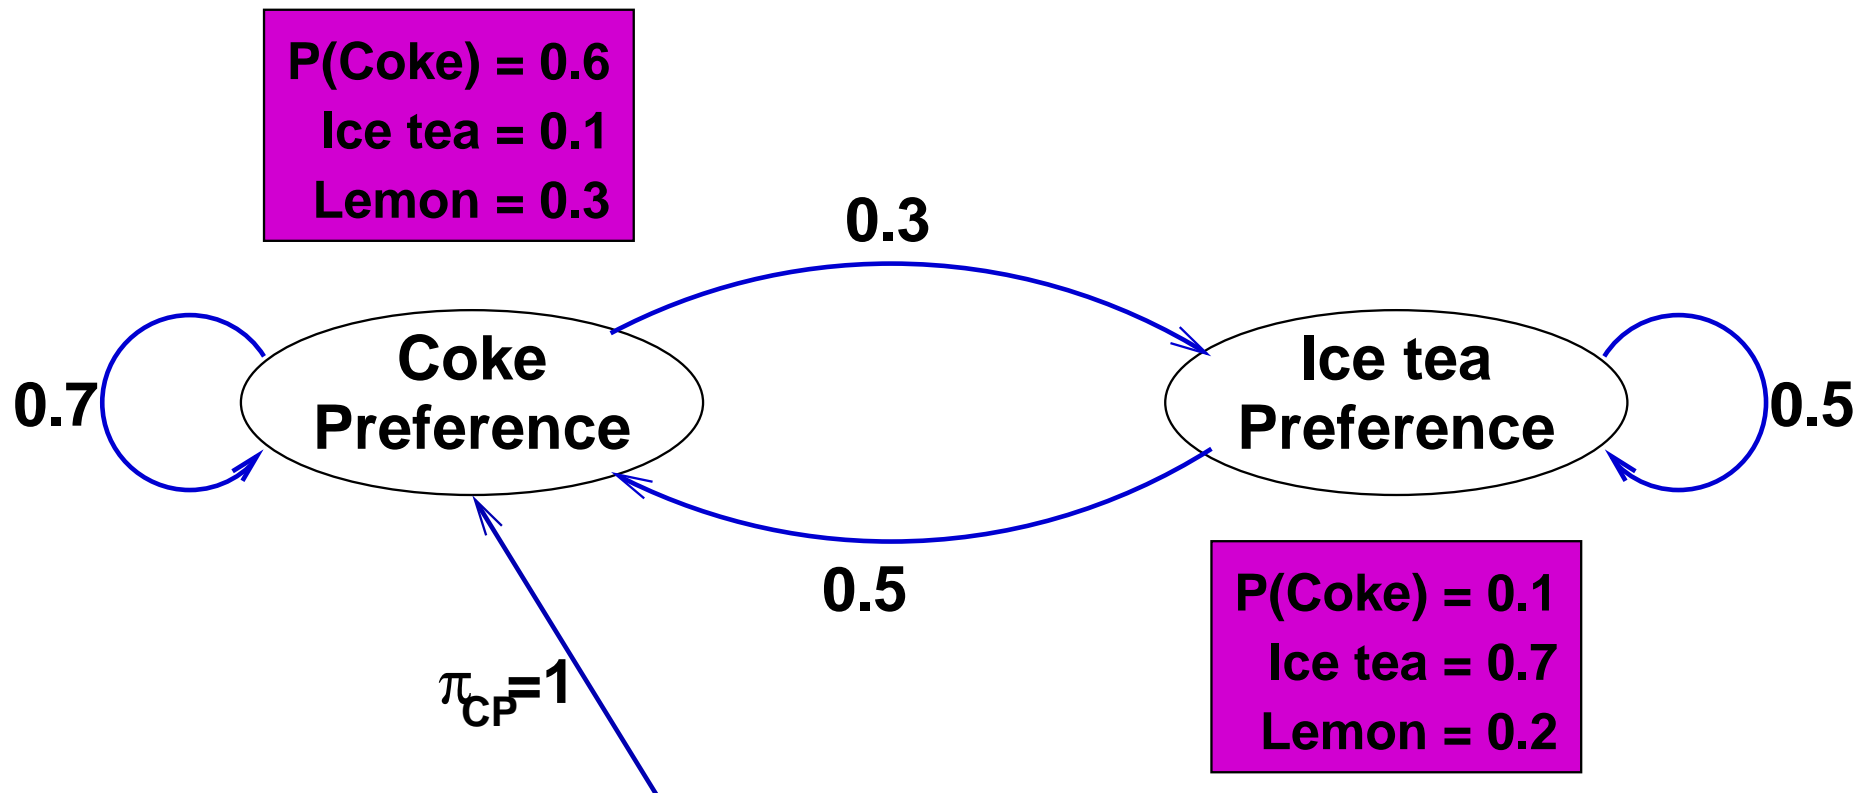 P(Coke) = 0.6
Ice tea = 0.1
Lemon = 0.3
0.3
Coke
Preference
Ice tea
Preference
0.7
0.5
0.5
P(Coke) = 0.1
Ice tea = 0.7
Lemon = 0.2
πCP=1